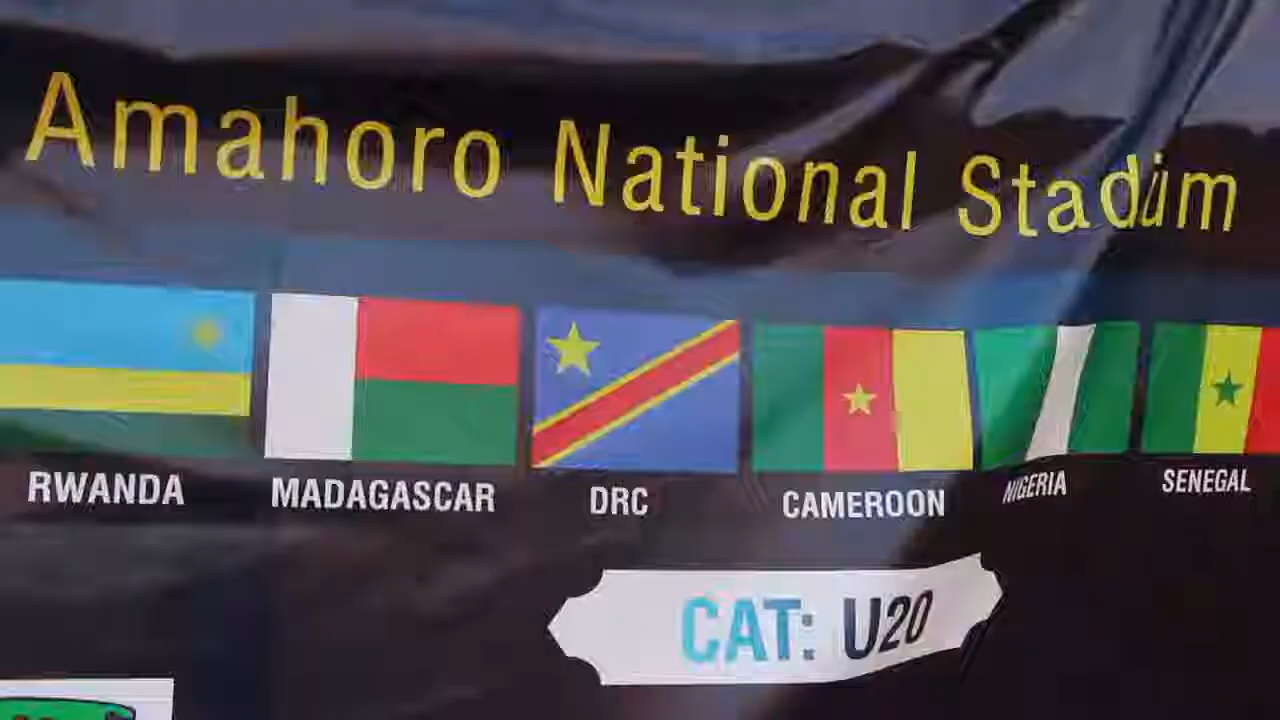 Amahoro National Stadium
RWANDA MADAGASCAR DRC CAMEROON NIGERIA SENEGAL
CAT: U20